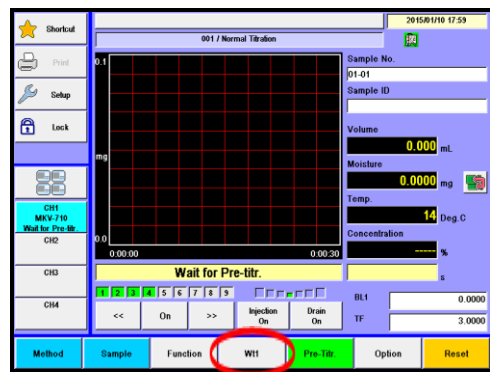 2015/01/10 17:59
Shortcut
001 / Normal Titration
Print
Setup
Lock
0.1
mg
0.0
0:00:00
0:00:30
Sample No.
01-01
Sample ID
Volume
0.000 mL
Moisture
0.0000 mg
Temp.
14 Deg.C
Concentration
----- %
s
CH1
MKV-710
Wait for Pre-titr.
CH2
CH3
CH4
Wait for Pre-titr.
1 2 3 4 5 6 7 8 9
<< On >> Injection On Drain On
BL1 0.0000
TF 3.0000
Method Sample Function Wt1 Pre-Titr. Option Reset